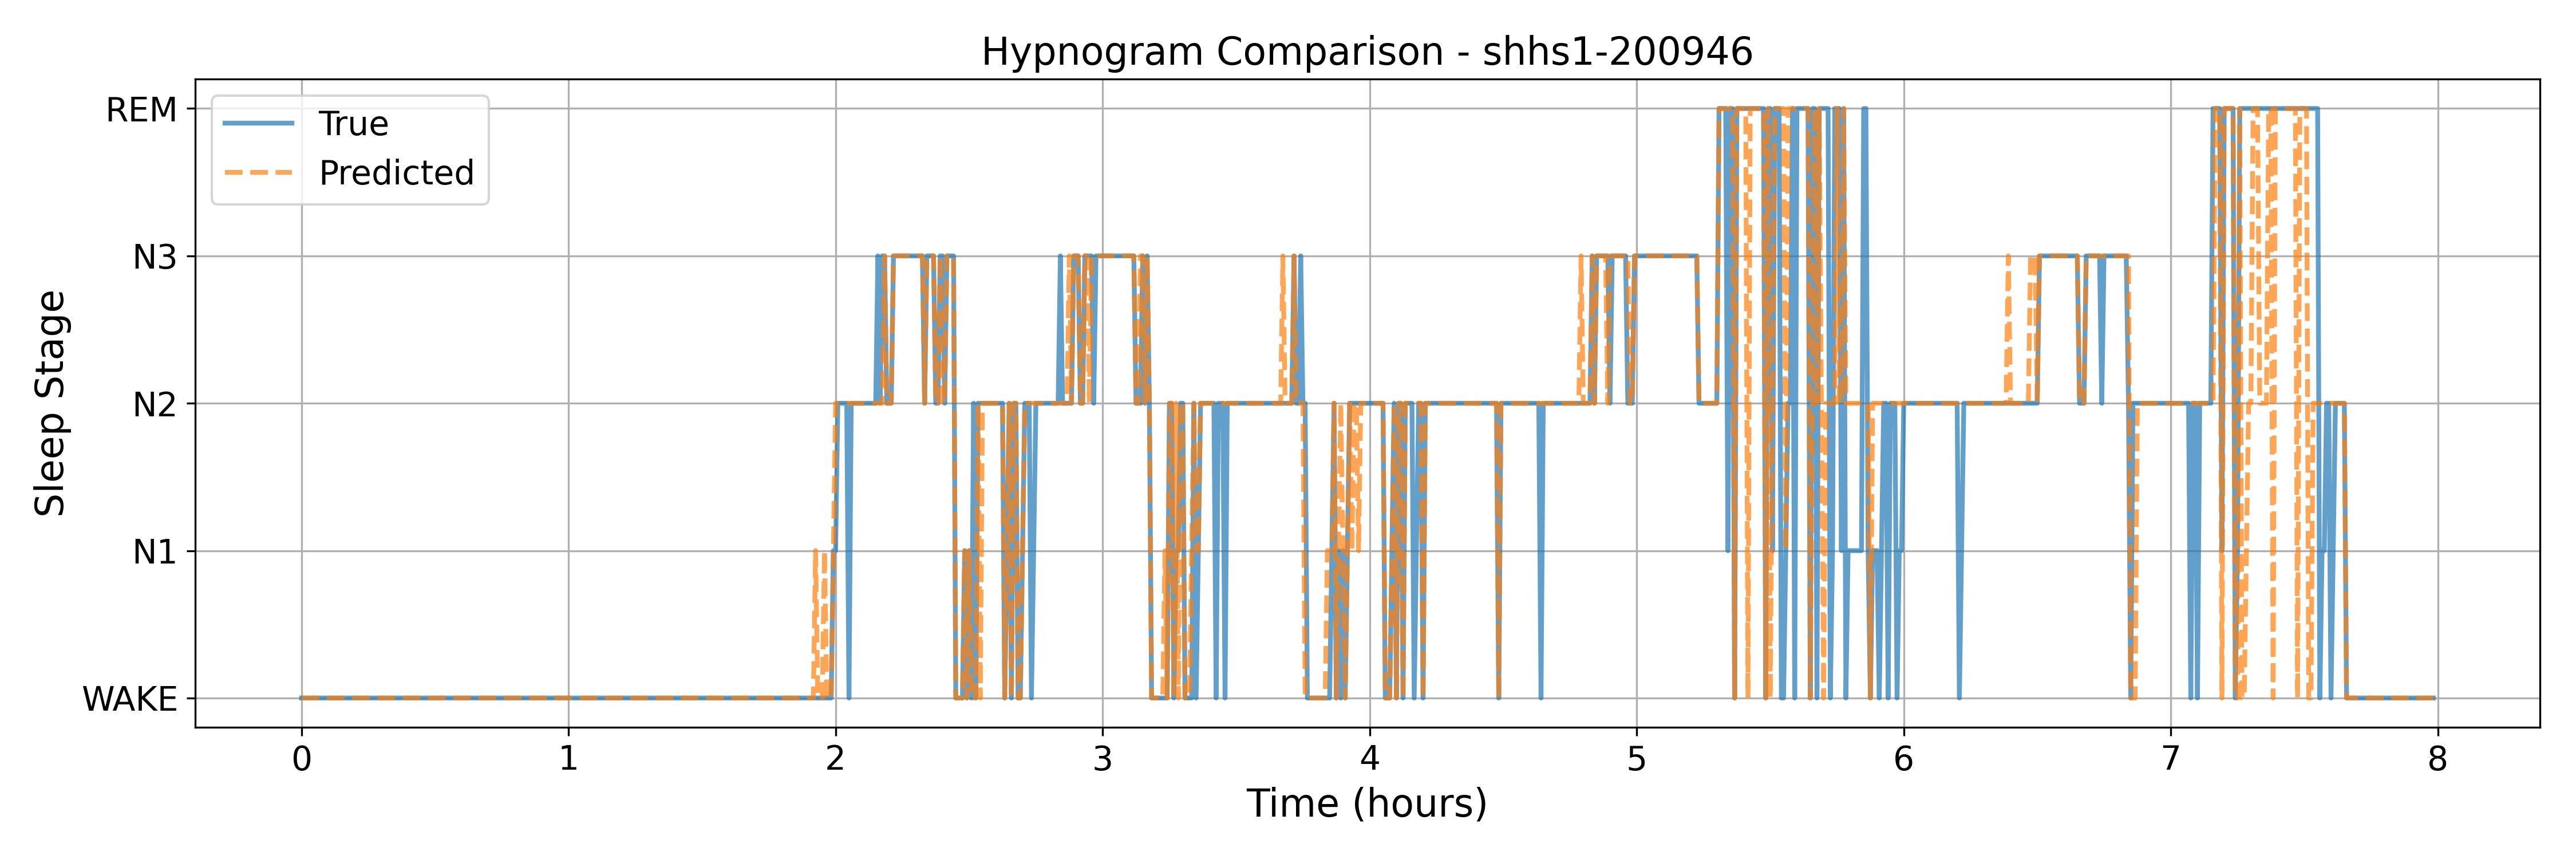 Hypnogram Comparison - shhs1-200946
True
Predicted
REM
N3
N2
N1
WAKE
Sleep Stage
0 1 2 3 4 5 6 7 8
Time (hours)